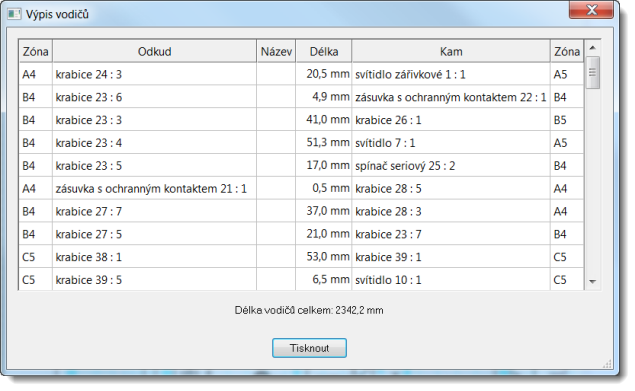 Výpis vodičů
Zóna Odkud Název Délka Kam Zóna
A4 krabice 24 : 3 20,5 mm svítidlo zářivkové 1 : 1 A5
B4 krabice 23 : 6 4,9 mm zásuvka s ochranným kontaktem 22 : 1 B4
B4 krabice 23 : 3 41,0 mm krabice 26 : 1 B5
B4 krabice 23 : 4 51,3 mm svítidlo 7 : 1 A5
B4 krabice 23 : 5 17,0 mm spínač seriový 25 : 2 B4
A4 zásuvka s ochranným kontaktem 21 : 1 0,5 mm krabice 28 : 5 A4
B4 krabice 27 : 7 37,0 mm krabice 28 : 3 A4
B4 krabice 27 : 5 21,0 mm krabice 23 : 7 B4
C5 krabice 38 : 1 53,0 mm krabice 39 : 1 C5
C5 krabice 39 : 5 6,5 mm svítidlo 10 : 1 C5
Délka vodičů celkem: 2342,2 mm
Tisknout